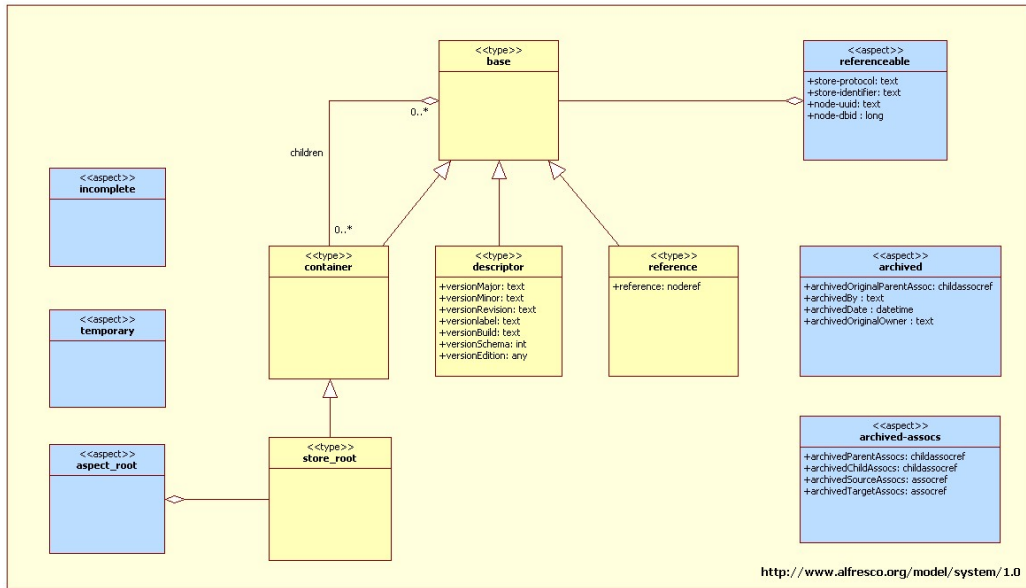 <<type>>
base
<<aspect>>
referenceable
+store-protocol: text
+store-identifier: text
+node-uuid: text
+node-dbid : long
0..*
children
0..*
<<aspect>>
incomplete
<<type>>
container
<<type>>
descriptor
+versionMajor: text
+versionMinor: text
+versionRevision: text
+versionlabel: text
+versionBuild: text
+versionSchema: int
+versionEdition: any
<<type>>
reference
+reference: noderef
<<aspect>>
archived
+archivedOriginalParentAssoc: childassocref
+archivedBy : text
+archivedDate : datetime
+archivedOriginalOwner : text
<<aspect>>
temporary
<<aspect>>
aspect_root
<<type>>
store_root
<<aspect>>
archived-assocs
+archivedParentAssocs: childassocref
+archivedChildAssocs: childassocref
+archivedSourceAssocs: assocref
+archivedTargetAssocs: assocref
http://www.alfresco.org/model/system/1.0